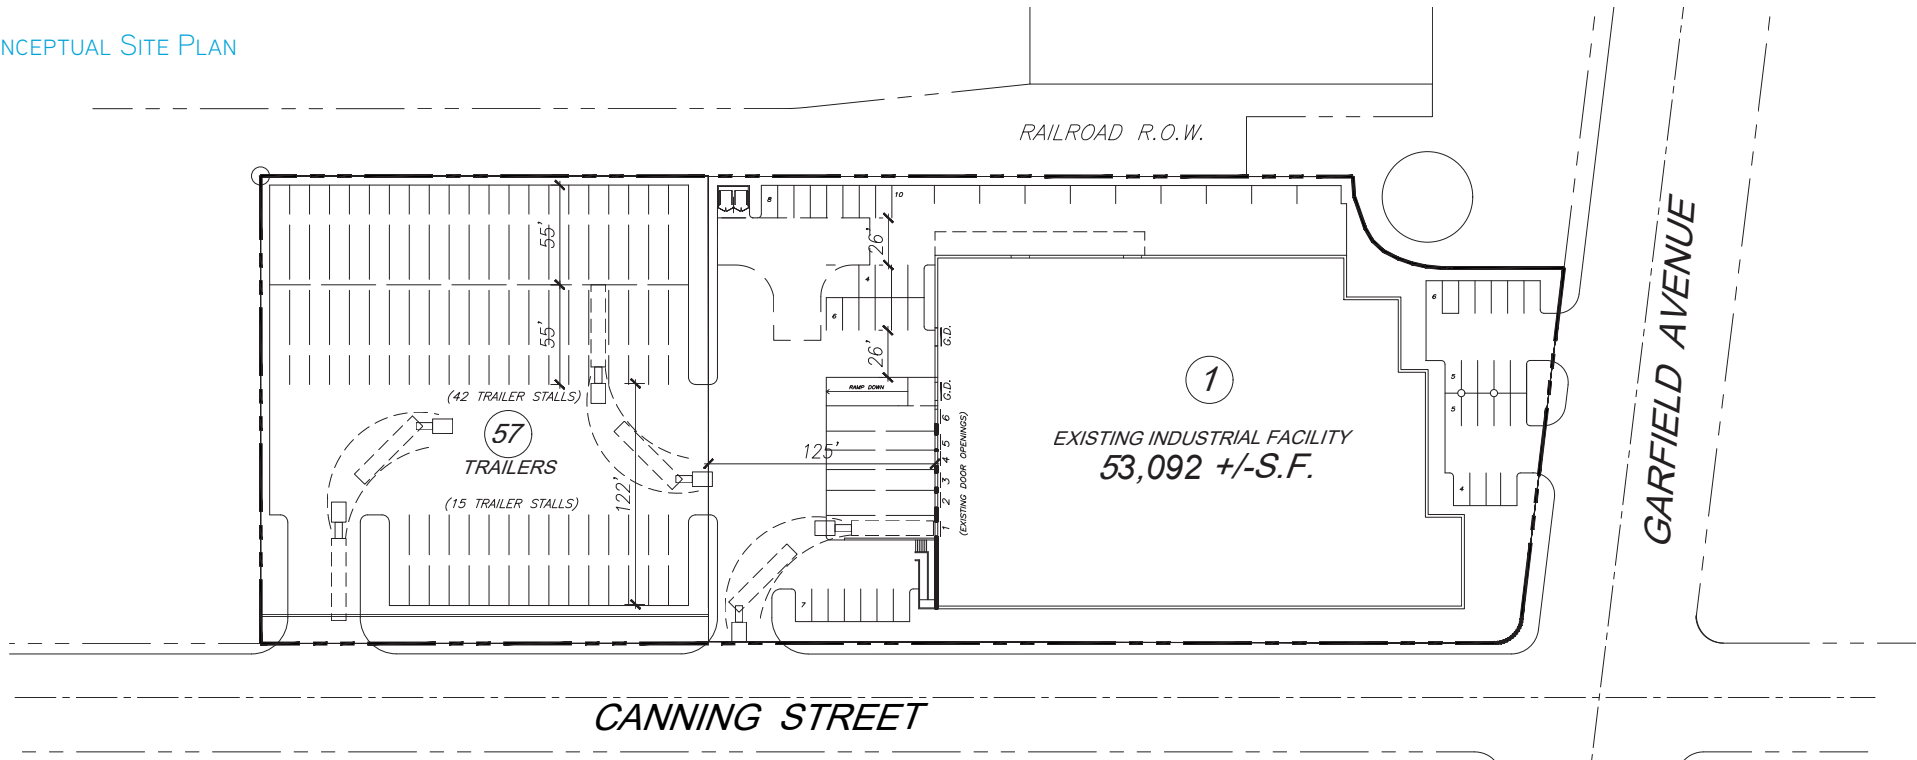 NCEPTUAL SITE PLAN
RAILROAD R.O.W.
GARFIELD AVENUE
CANNING STREET
55'
55'
(42 TRAILER STALLS)
57
TRAILERS
(15 TRAILER STALLS)
122'
125'
8
10
26'
4
6
26'
RAMP DOWN
G.D.
G.D.
6
5
4
3
2
1
(EXISTING DOOR OPENINGS)
7
1
EXISTING INDUSTRIAL FACILITY
53,092 +/-S.F.
6
5
5
4